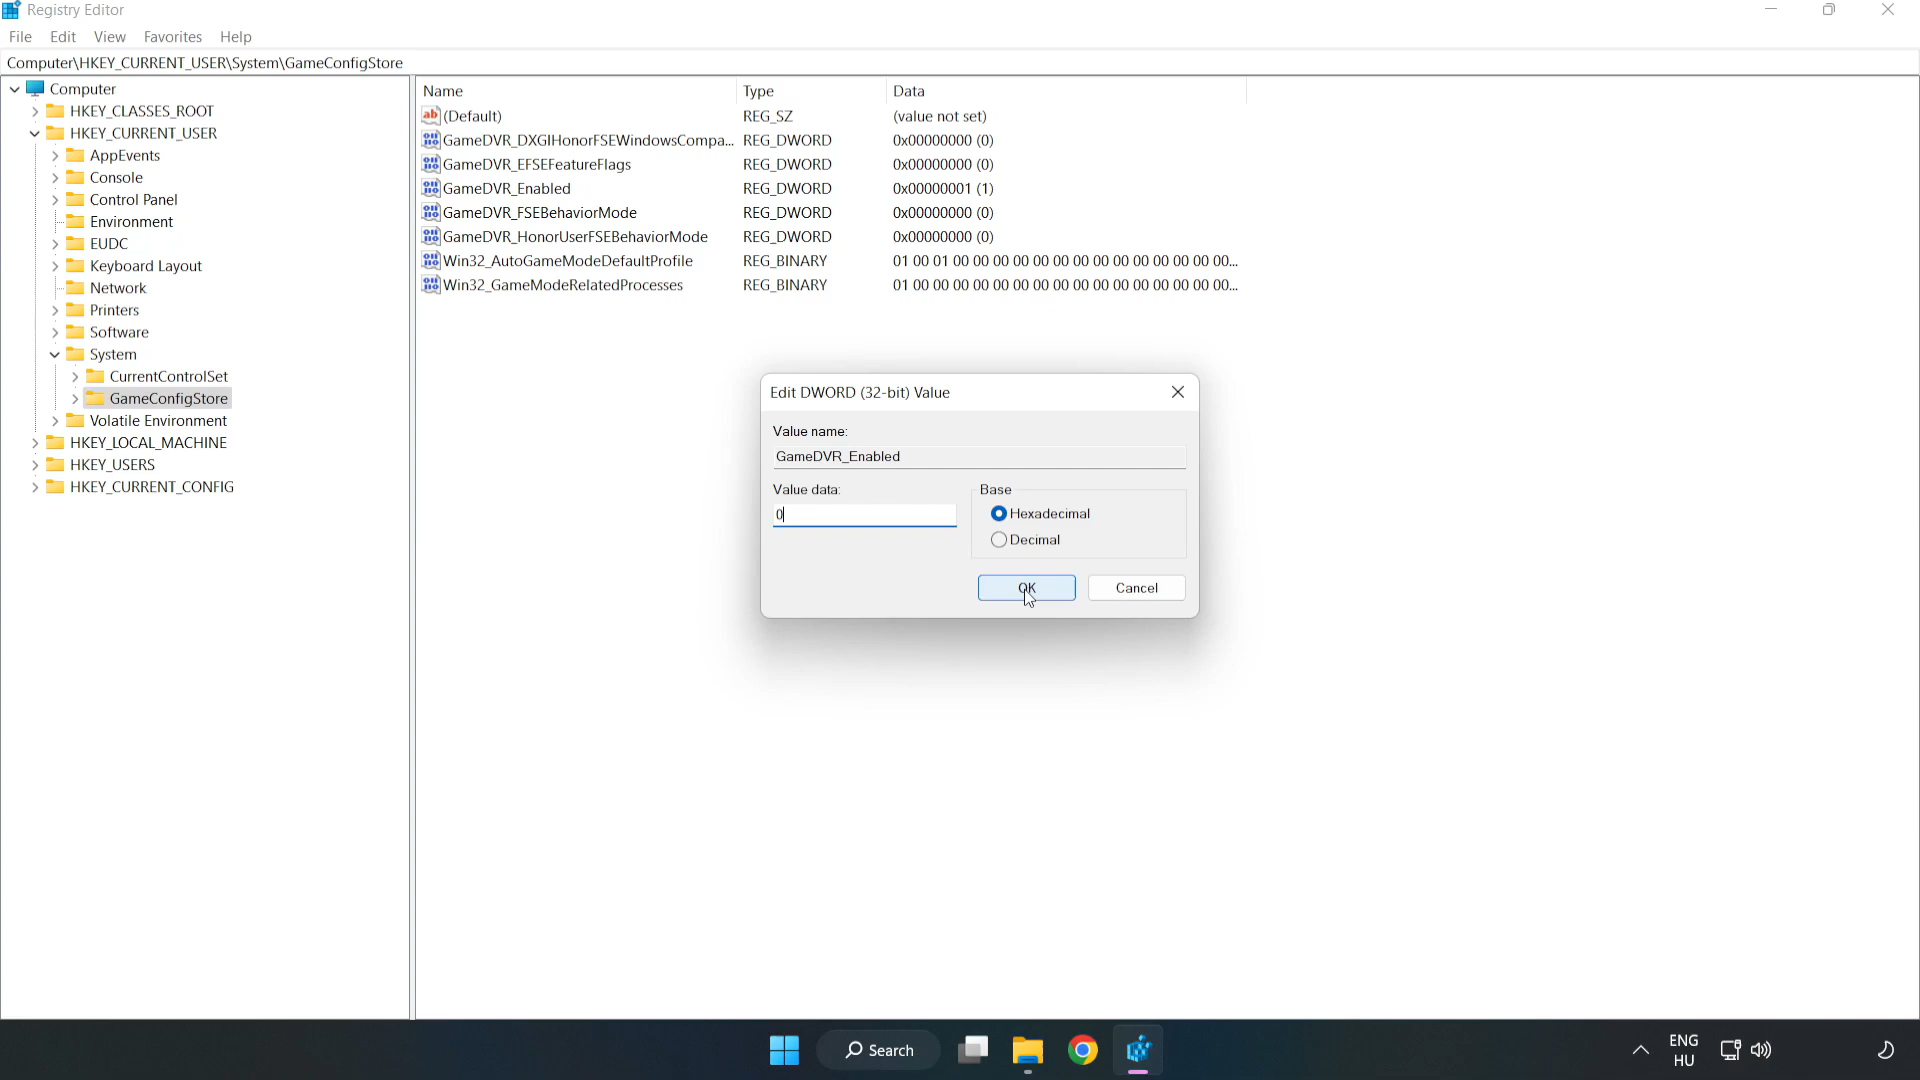 Registry Editor
File Edit View Favorites Help
Computer\HKEY_CURRENT_USER\System\GameConfigStore
Computer
HKEY_CLASSES_ROOT
HKEY_CURRENT_USER
AppEvents
Console
Control Panel
Environment
EUDC
Keyboard Layout
Network
Printers
Software
System
CurrentControlSet
GameConfigStore
Volatile Environment
HKEY_LOCAL_MACHINE
HKEY_USERS
HKEY_CURRENT_CONFIG
Name Type Data
(Default) REG_SZ (value not set)
GameDVR_DXGIHonorFSEWindowsCompa... REG_DWORD 0x00000000 (0)
GameDVR_EFSEFeatureFlags REG_DWORD 0x00000000 (0)
GameDVR_Enabled REG_DWORD 0x00000001 (1)
GameDVR_FSEBehaviorMode REG_DWORD 0x00000000 (0)
GameDVR_HonorUserFSEBehaviorMode REG_DWORD 0x00000000 (0)
Win32_AutoGameModeDefaultProfile REG_BINARY 01 00 01 00 00 00 00 00 00 00 00 00 00 00 00 00 00...
Win32_GameModeRelatedProcesses REG_BINARY 01 00 00 00 00 00 00 00 00 00 00 00 00 00 00 00 00...
Edit DWORD (32-bit) Value
Value name:
GameDVR_Enabled
Value data:
0
Base
Hexadecimal
Decimal
OK Cancel
Search
ENG
HU